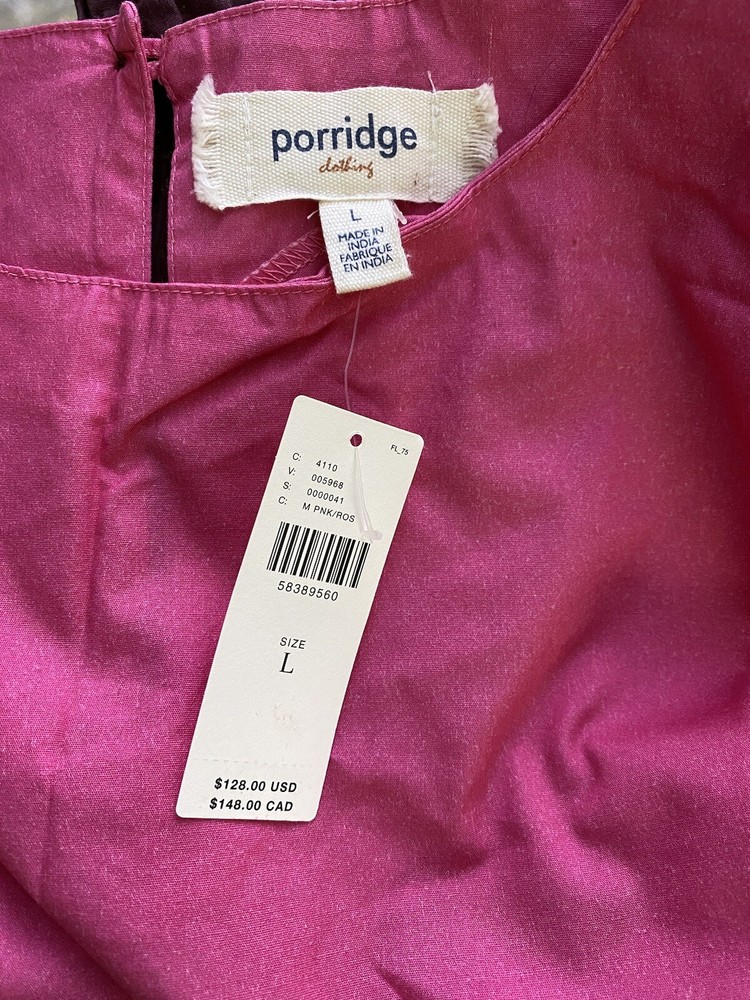 porridge
clothing
L
MADE IN
INDIA
FABRIQUE
EN INDIA
FL_75
C: 4110
V: 005968
S: 0000041
C: M PNK/ROS
58389560
SIZE
L
$128.00 USD
$148.00 CAD